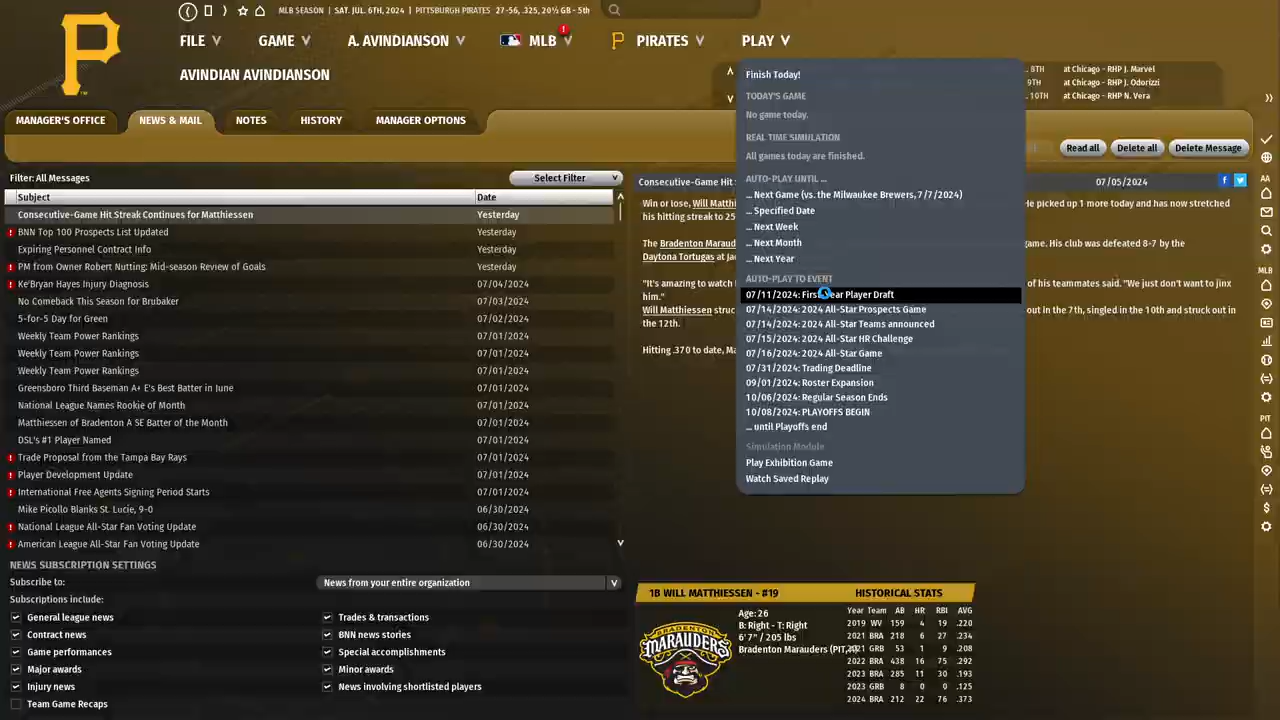 MLB SEASON | SAT. JUL. 6TH, 2024 | PITTSBURGH PIRATES 27-56, .325, 20½ GB - 5th
FILE
GAME
A. AVINDIANSON
MLB
PIRATES
PLAY
AVINDIAN AVINDIANSON
8TH at Chicago - RHP J. Marvel
9TH at Chicago - RHP J. Odorizzi
10TH at Chicago - RHP N. Vera
MANAGER'S OFFICE
NEWS & MAIL
NOTES
HISTORY
MANAGER OPTIONS
Read all
Delete all
Delete Message
Filter: All Messages
Select Filter
Subject Date
Consecutive-Game Hit Streak Continues for Matthiessen Yesterday
BNN Top 100 Prospects List Updated Yesterday
Expiring Personnel Contract Info Yesterday
PM from Owner Robert Nutting: Mid-season Review of Goals Yesterday
Ke'Bryan Hayes Injury Diagnosis 07/04/2024
No Comeback This Season for Brubaker 07/03/2024
5-for-5 Day for Green 07/02/2024
Weekly Team Power Rankings 07/01/2024
Weekly Team Power Rankings 07/01/2024
Weekly Team Power Rankings 07/01/2024
Greensboro Third Baseman A+ E's Best Batter in June 07/01/2024
National League Names Rookie of Month 07/01/2024
Matthiessen of Bradenton A SE Batter of the Month 07/01/2024
DSL's #1 Player Named 07/01/2024
Trade Proposal from the Tampa Bay Rays 07/01/2024
Player Development Update 07/01/2024
International Free Agents Signing Period Starts 07/01/2024
Mike Picollo Blanks St. Lucie, 9-0 06/30/2024
National League All-Star Fan Voting Update 06/30/2024
American League All-Star Fan Voting Update 06/30/2024
NEWS SUBSCRIPTION SETTINGS
Subscribe to: News from your entire organization
Subscriptions include:
General league news Trades & transactions
Contract news BNN news stories
Game performances Special accomplishments
Major awards Minor awards
Injury news News involving shortlisted players
Team Game Recaps
Finish Today!
TODAY'S GAME
No game today.
REAL TIME SIMULATION
All games today are finished.
AUTO-PLAY UNTIL ...
... Next Game (vs. the Milwaukee Brewers, 7/7/2024)
... Specified Date
... Next Week
... Next Month
... Next Year
AUTO-PLAY TO EVENT
07/11/2024: First Year Player Draft
07/14/2024: 2024 All-Star Prospects Game
07/14/2024: 2024 All-Star Teams announced
07/15/2024: 2024 All-Star HR Challenge
07/16/2024: 2024 All-Star Game
07/31/2024: Trading Deadline
09/01/2024: Roster Expansion
10/06/2024: Regular Season Ends
10/08/2024: PLAYOFFS BEGIN
... until Playoffs end
Simulation Module
Play Exhibition Game
Watch Saved Replay
Consecutive-Game Hit 07/05/2024
Win or lose, Will Matthi He picked up 1 more today and has now stretched
his hitting streak to 25
The Bradenton Maraud game. His club was defeated 8-7 by the
Daytona Tortugas at Ja
"It's amazing to watch of his teammates said. "We just don't want to jinx
him."
Will Matthiessen struc out in the 7th, singled in the 10th and struck out in
the 12th.
Hitting .370 to date, Ma
1B WILL MATTHIESSEN - #19
MARAUDERS
Age: 26
B: Right - T: Right
6' 7" / 205 lbs
Bradenton Marauders (PIT,
HISTORICAL STATS
Year Team AB HR RBI AVG
2019 WV 159 4 19 .220
2021 BRA 218 6 27 .234
2021 GRB 53 1 9 .208
2022 BRA 438 16 75 .292
2023 BRA 285 11 30 .193
2023 GRB 8 0 0 .125
2024 BRA 212 22 76 .373
AA
MLB
PIT